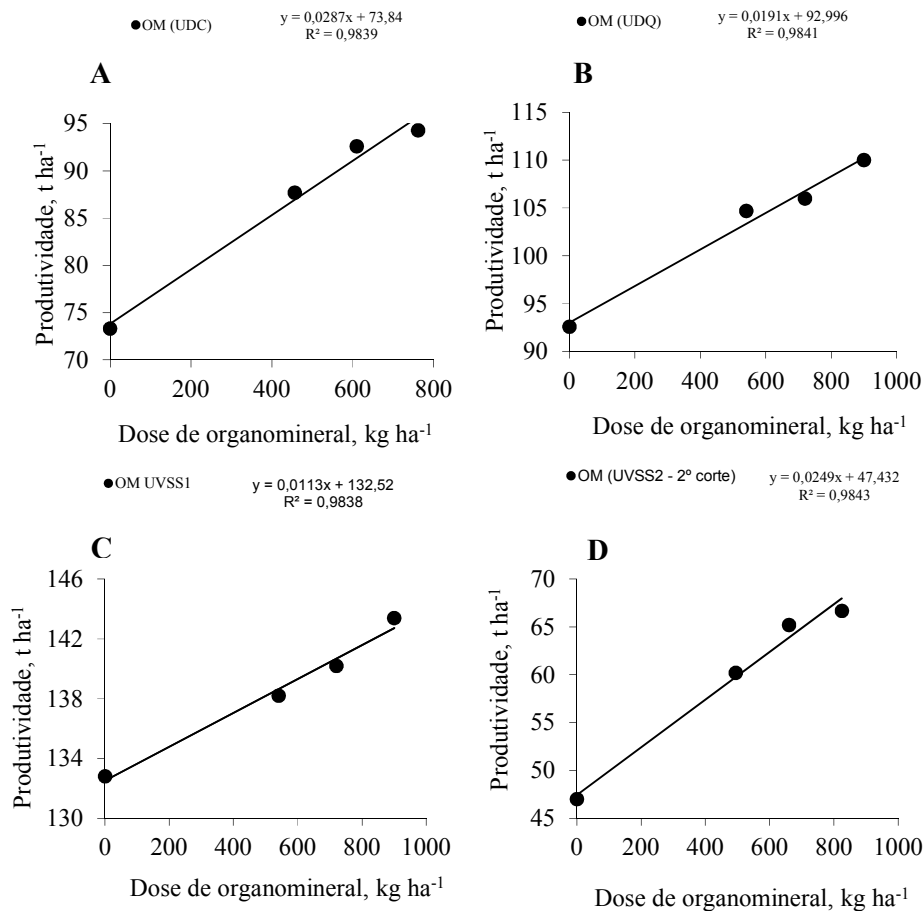 OM (UDC)
y = 0,0287x + 73,84
R² = 0,9839
A
95
90
85
80
75
70
Produtividade, t ha⁻¹
0 200 400 600 800
Dose de organomineral, kg ha⁻¹
OM (UDQ)
y = 0,0191x + 92,996
R² = 0,9841
B
115
110
105
100
95
90
Produtividade, t ha⁻¹
0 200 400 600 800 1000
Dose de organomineral, kg ha⁻¹
OM UVSS1
y = 0,0113x + 132,52
R² = 0,9838
C
146
142
138
134
130
Produtividade, t ha⁻¹
0 200 400 600 800 1000
Dose de organomineral, kg ha⁻¹
OM (UVSS2 - 2º corte)
y = 0,0249x + 47,432
R² = 0,9843
D
70
65
60
55
50
45
Produtividade, t ha⁻¹
0 200 400 600 800 1000
Dose de organomineral, kg ha⁻¹